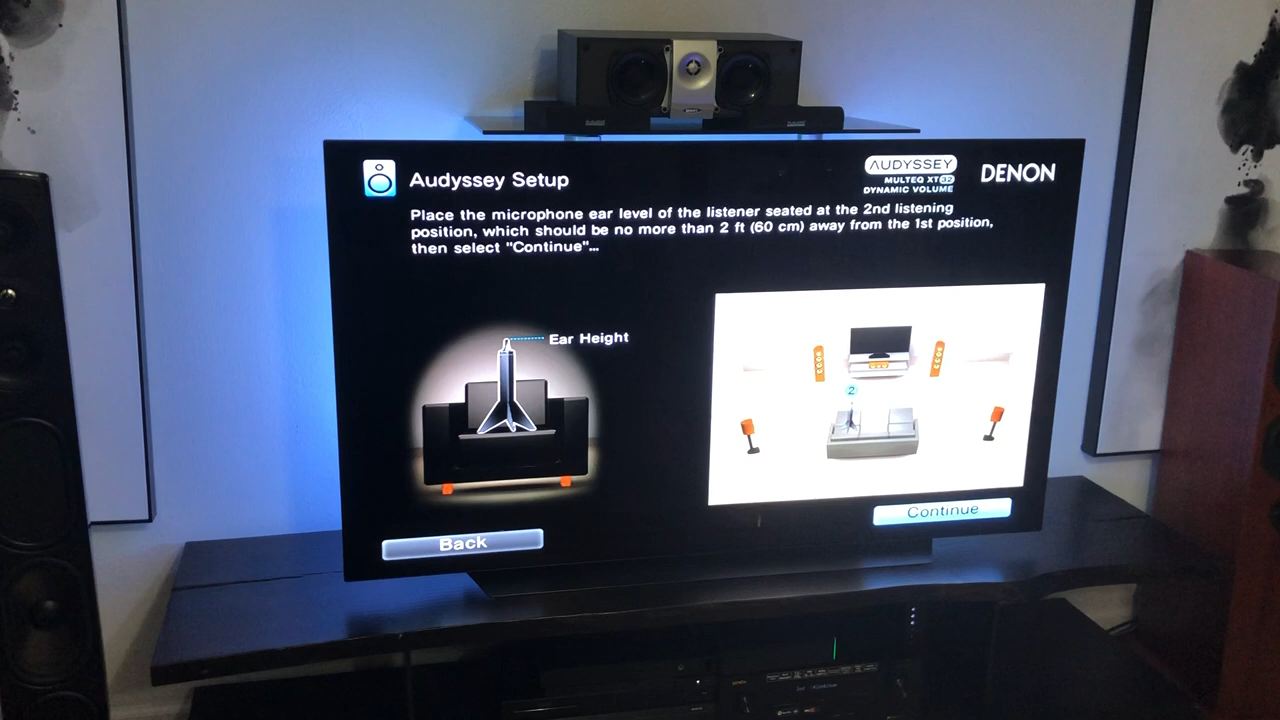 Audyssey Setup
AUDYSSEY
MULTEQ XT32
DYNAMIC VOLUME
DENON
Place the microphone ear level of the listener seated at the 2nd listening
position, which should be no more than 2 ft (60 cm) away from the 1st position,
then select "Continue"...
Ear Height
2
Back
Continue